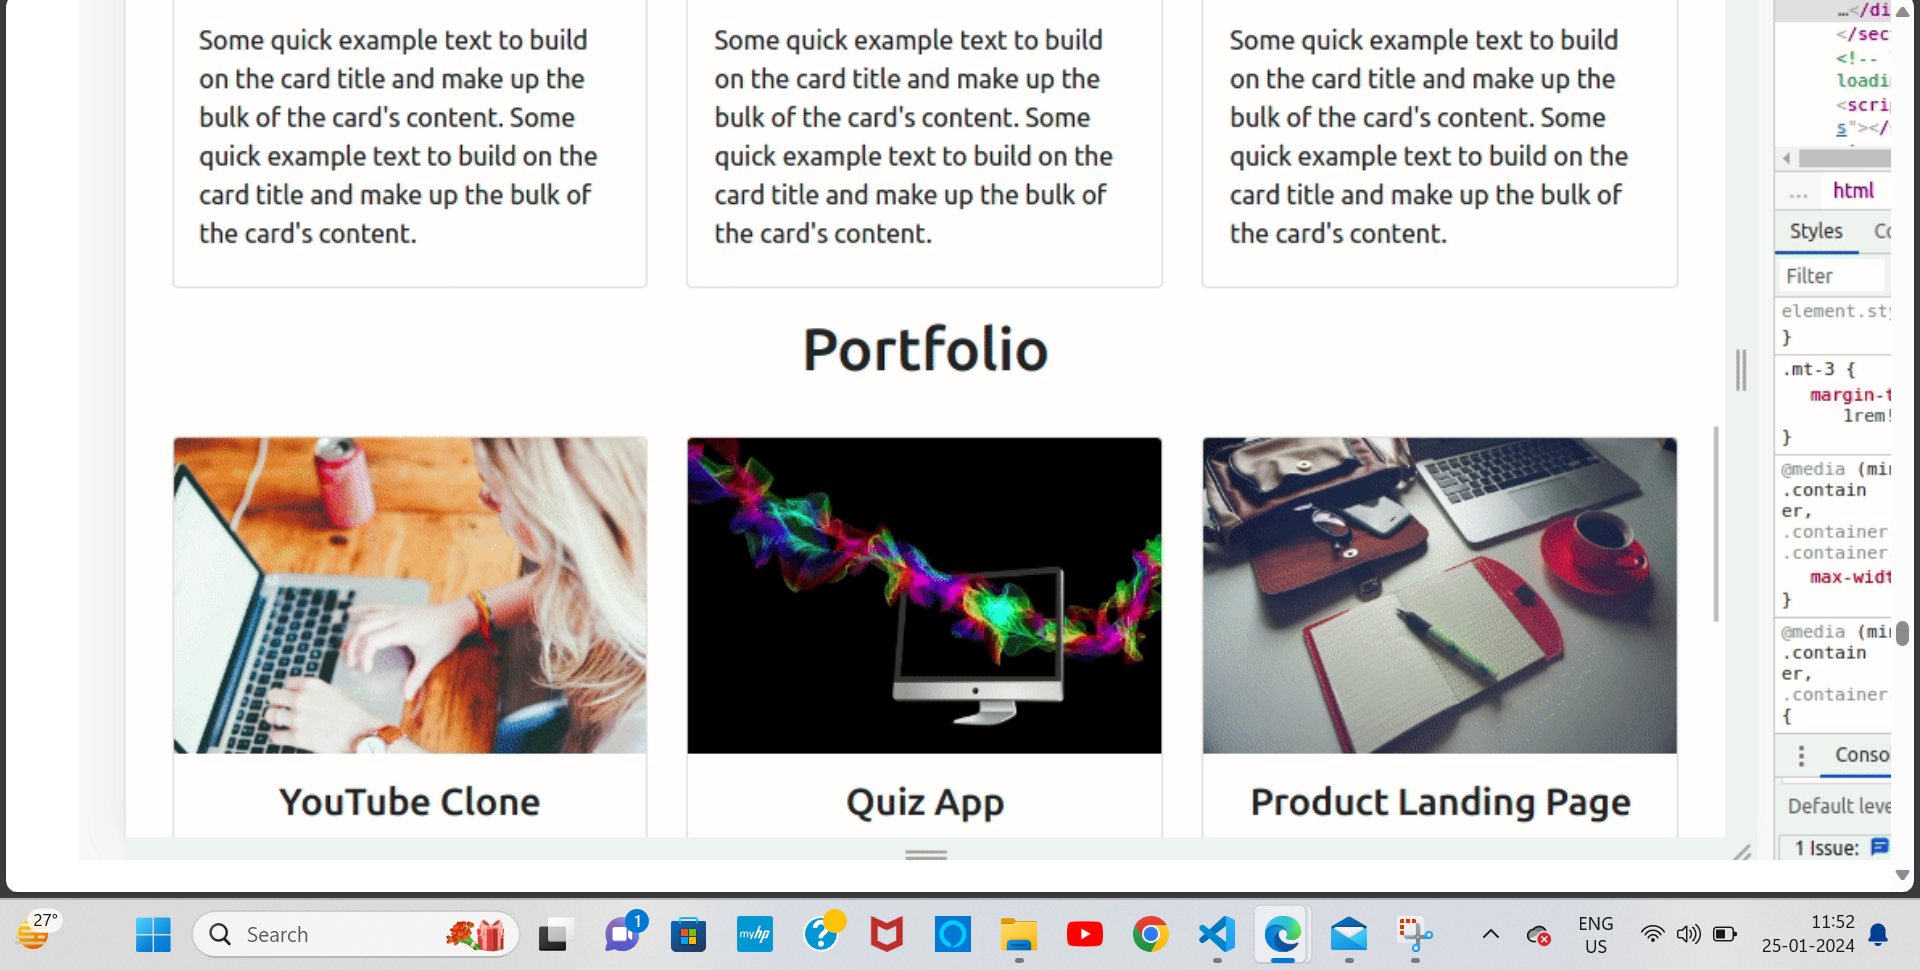 Some quick example text to build
on the card title and make up the
bulk of the card's content. Some
quick example text to build on the
card title and make up the bulk of
the card's content.
Some quick example text to build
on the card title and make up the
bulk of the card's content. Some
quick example text to build on the
card title and make up the bulk of
the card's content.
Some quick example text to build
on the card title and make up the
bulk of the card's content. Some
quick example text to build on the
card title and make up the bulk of
the card's content.
Portfolio
YouTube Clone
Quiz App
Product Landing Page
…</di
</sec
<!--
loadi
<scri
s"></
... html
Styles Co
Filter
element.sty
}
.mt-3 {
margin-t
1rem!
}
@media (min
.contain
er,
.container
.container
max-widt
}
@media (min
.contain
er,
.container
{
Conso
Default leve
1 Issue:
27°
Search
1
my hp
?
ENG
US
11:52
25-01-2024